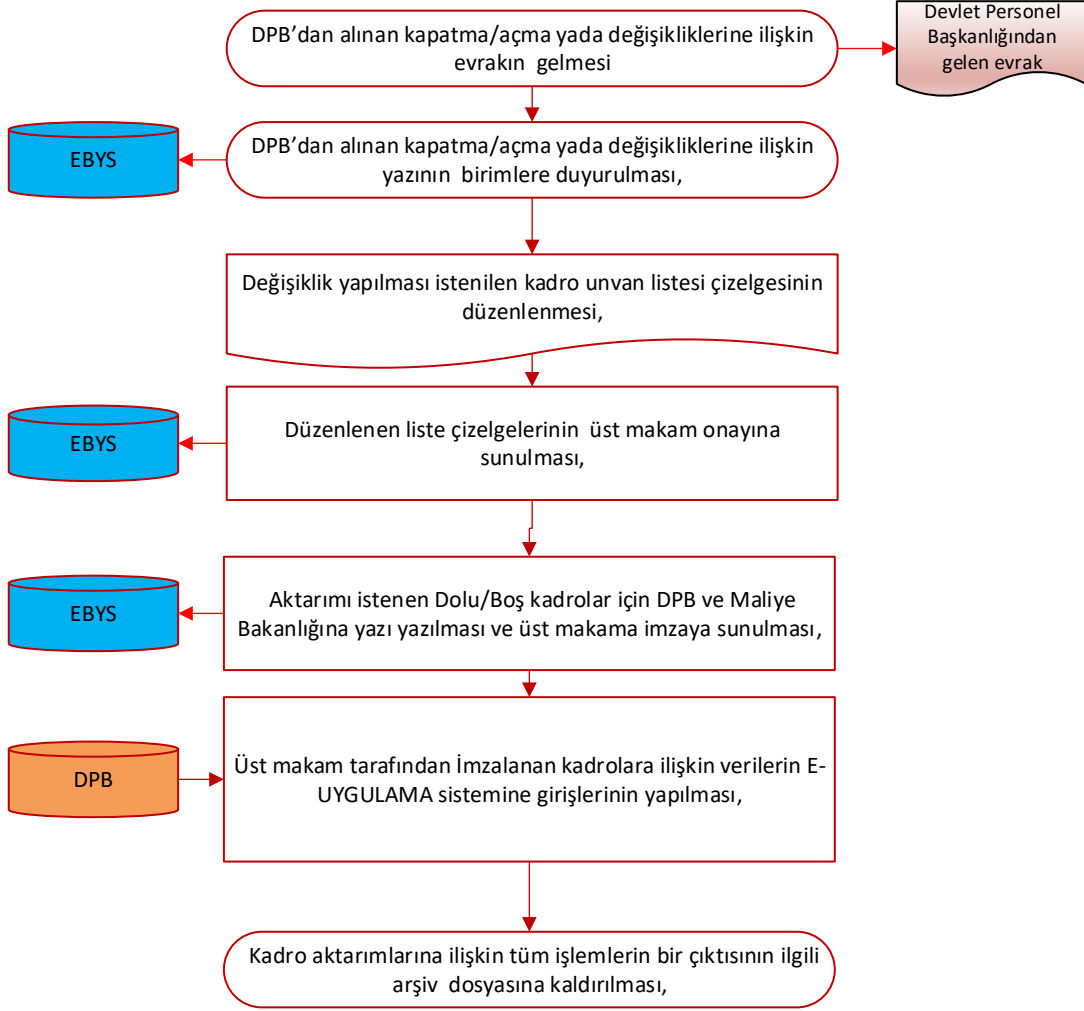 DPB’dan alınan kapatma/açma yada değişikliklerine ilişkin
evrakın gelmesi
Devlet Personel
Başkanlığından
gelen evrak
EBYS
DPB’dan alınan kapatma/açma yada değişikliklerine ilişkin
yazının birimlere duyurulması,
Değişiklik yapılması istenilen kadro unvan listesi çizelgesinin
düzenlenmesi,
EBYS
Düzenlenen liste çizelgelerinin üst makam onayına
sunulması,
EBYS
Aktarımı istenen Dolu/Boş kadrolar için DPB ve Maliye
Bakanlığına yazı yazılması ve üst makama imzaya sunulması,
DPB
Üst makam tarafından İmzalanan kadrolara ilişkin verilerin E-
UYGULAMA sistemine girişlerinin yapılması,
Kadro aktarımlarına ilişkin tüm işlemlerin bir çıktısının ilgili
arşiv dosyasına kaldırılması,